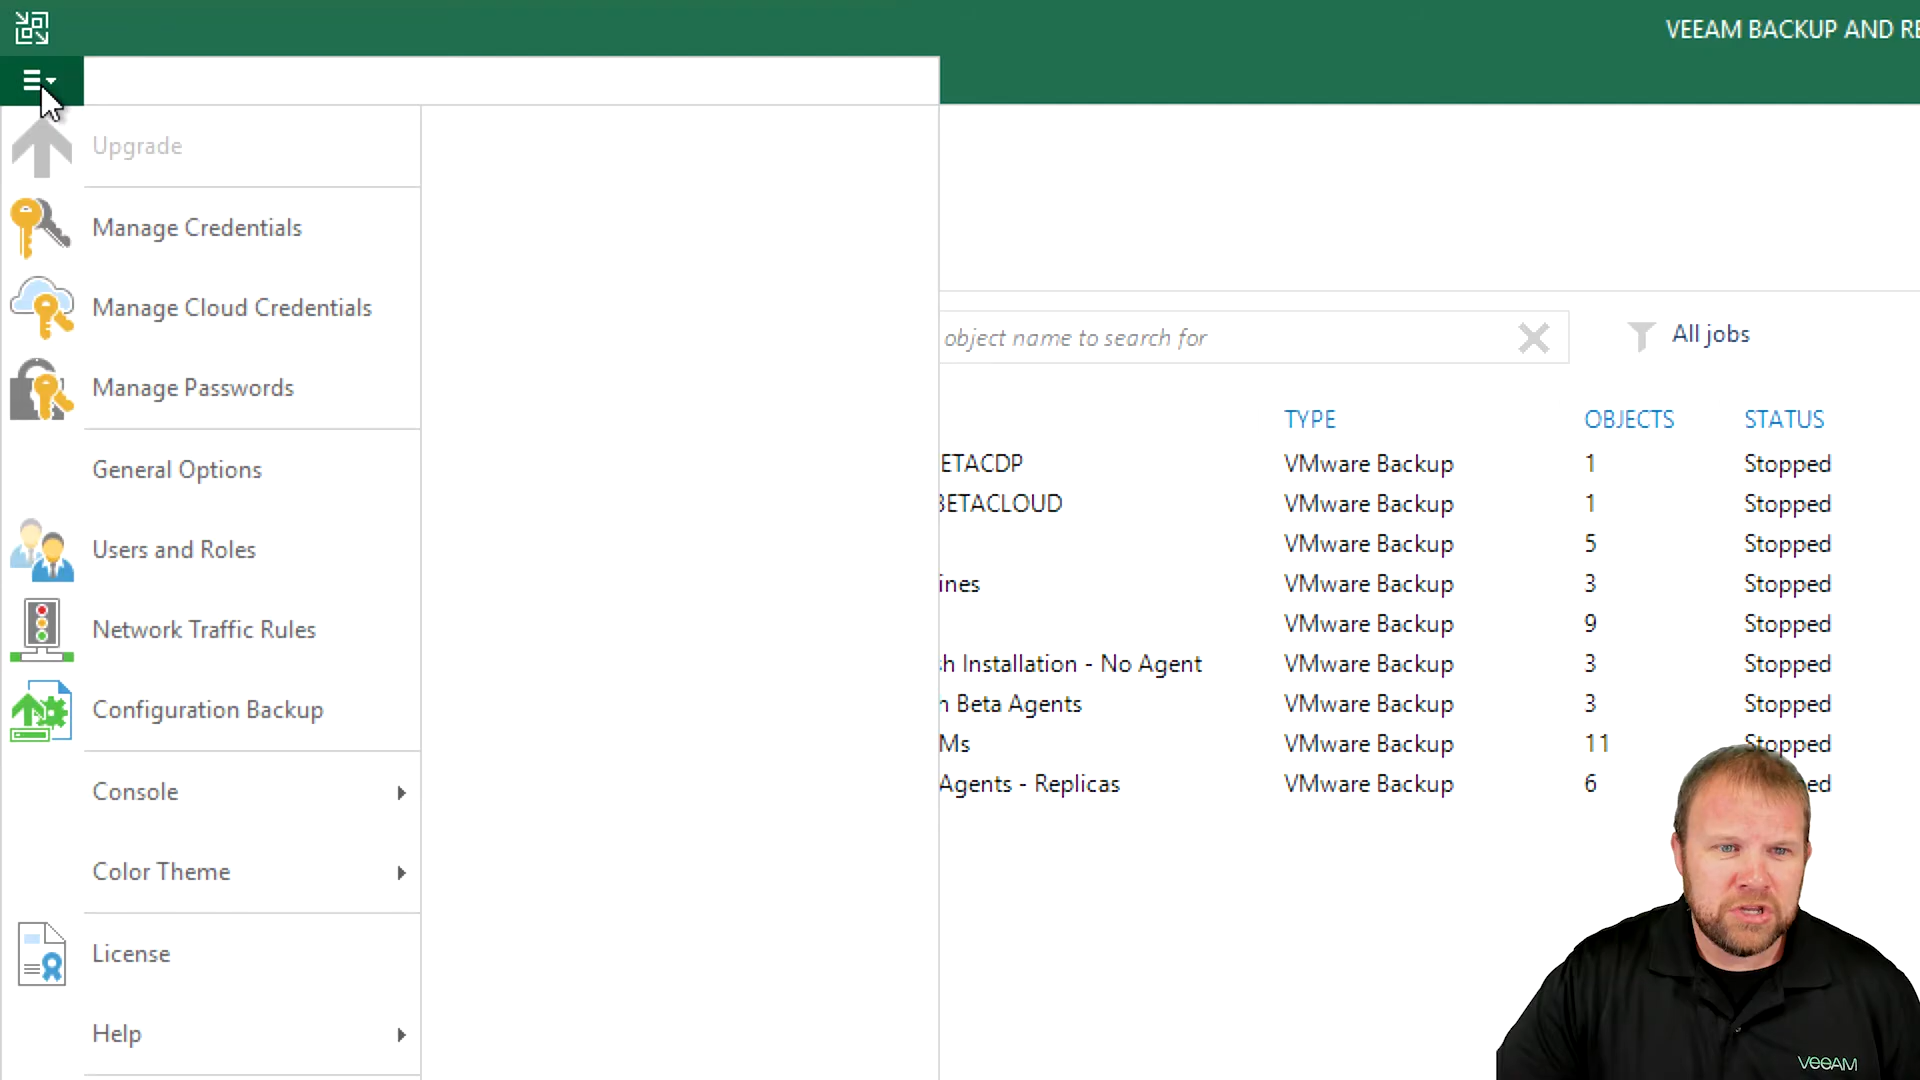 VEEAM BACKUP AND RE
Upgrade
Manage Credentials
Manage Cloud Credentials
Manage Passwords
General Options
Users and Roles
Network Traffic Rules
Configuration Backup
Console
Color Theme
License
Help
object name to search for
All jobs
TYPE OBJECTS STATUS
ETACDP VMware Backup 1 Stopped
BETACLOUD VMware Backup 1 Stopped
VMware Backup 5 Stopped
ines VMware Backup 3 Stopped
VMware Backup 9 Stopped
sh Installation - No Agent VMware Backup 3 Stopped
h Beta Agents VMware Backup 3 Stopped
Ms VMware Backup 11 Stopped
Agents - Replicas VMware Backup 6 ed
veeAM